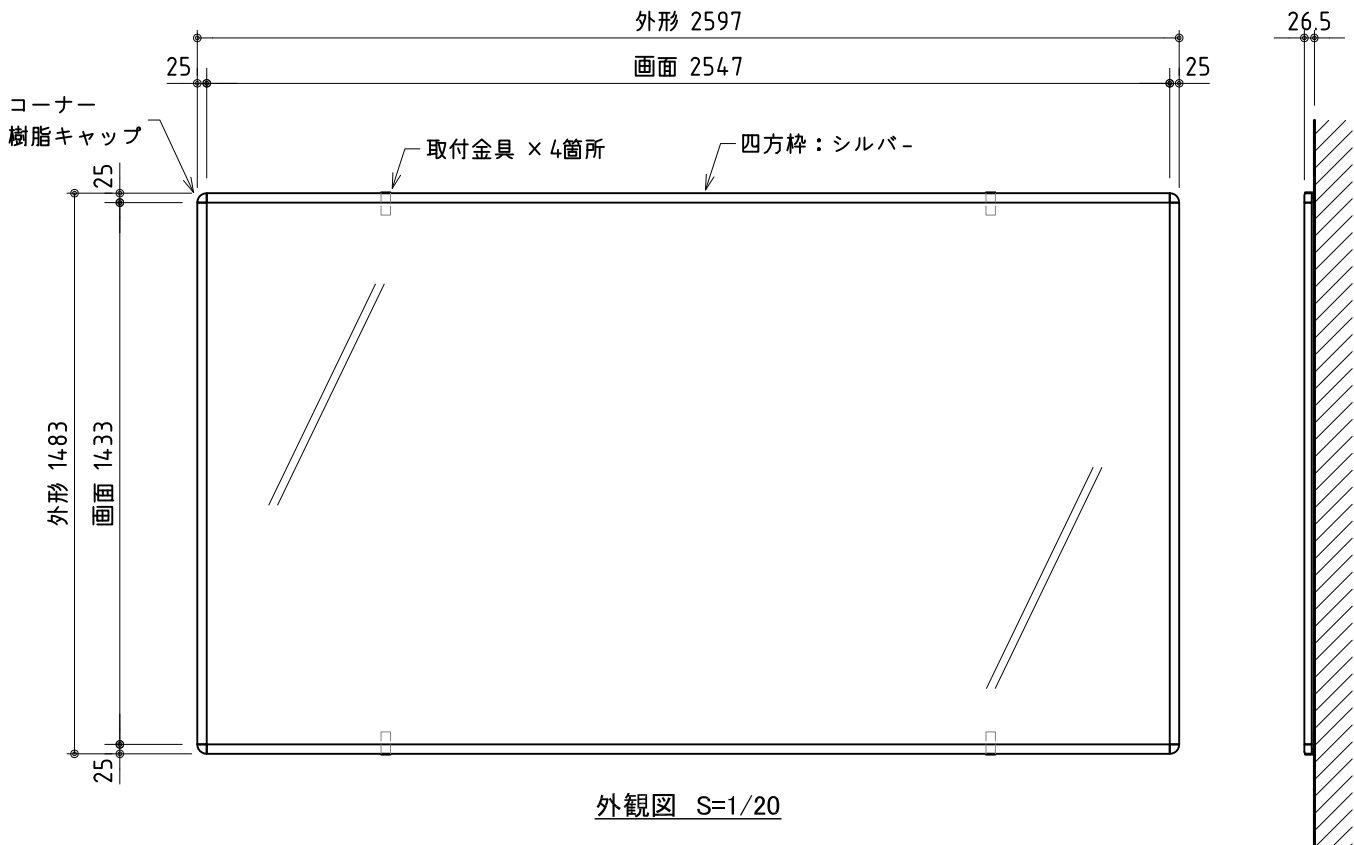 外形 2597
26.5
25
画面 2547
25
コーナー
樹脂キャップ
取付金具 ×4箇所
四方枠：シルバ-
25
外形 1483
画面 1433
25
外観図 S=1/20